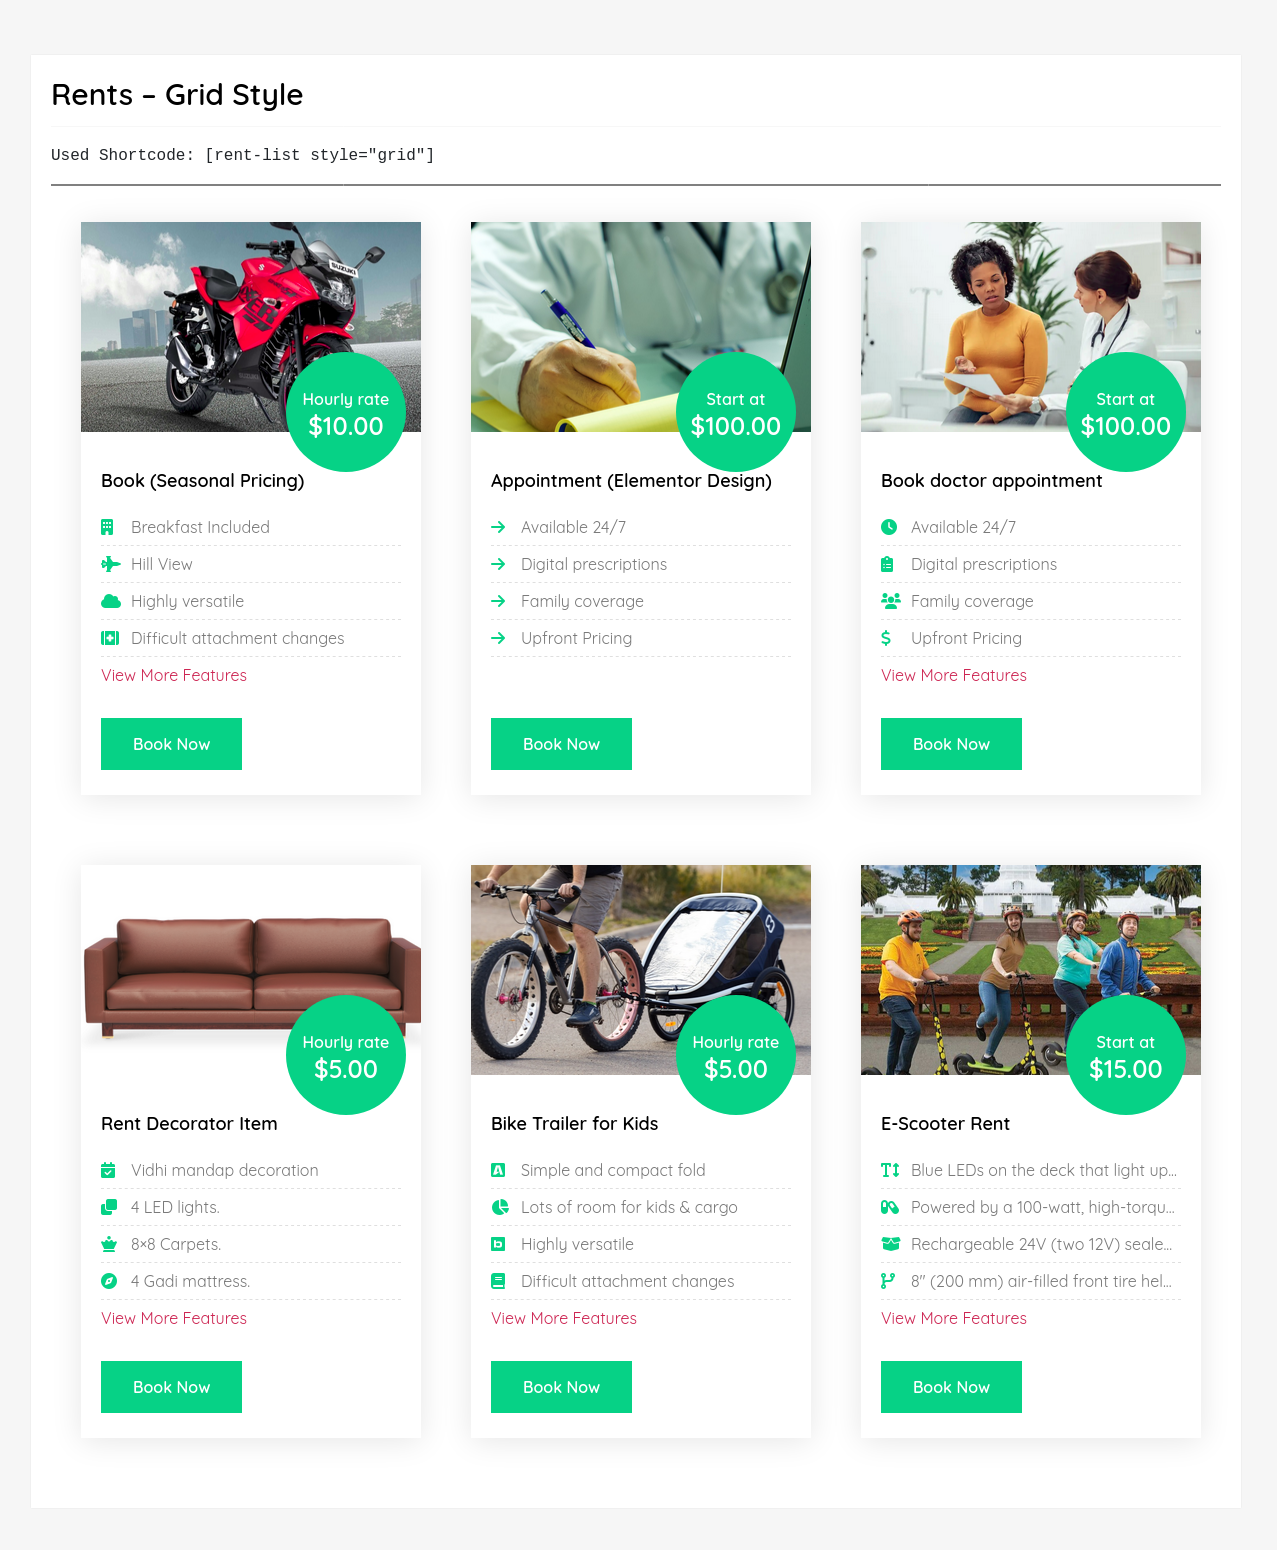 Rents – Grid Style
Used Shortcode: [rent-list style="grid"]
SUZUKI
Hourly rate
$10.00
Book (Seasonal Pricing)
Breakfast Included
Hill View
Highly versatile
Difficult attachment changes
View More Features
Book Now
Start at
$100.00
Appointment (Elementor Design)
Available 24/7
Digital prescriptions
Family coverage
Upfront Pricing
Book Now
Start at
$100.00
Book doctor appointment
Available 24/7
Digital prescriptions
Family coverage
Upfront Pricing
View More Features
Book Now
Hourly rate
$5.00
Rent Decorator Item
Vidhi mandap decoration
4 LED lights.
8×8 Carpets.
4 Gadi mattress.
View More Features
Book Now
Hourly rate
$5.00
Bike Trailer for Kids
Simple and compact fold
Lots of room for kids & cargo
Highly versatile
Difficult attachment changes
View More Features
Book Now
Start at
$15.00
E-Scooter Rent
Blue LEDs on the deck that light up...
Powered by a 100-watt, high-torqu...
Rechargeable 24V (two 12V) seale...
8″ (200 mm) air-filled front tire hel...
View More Features
Book Now